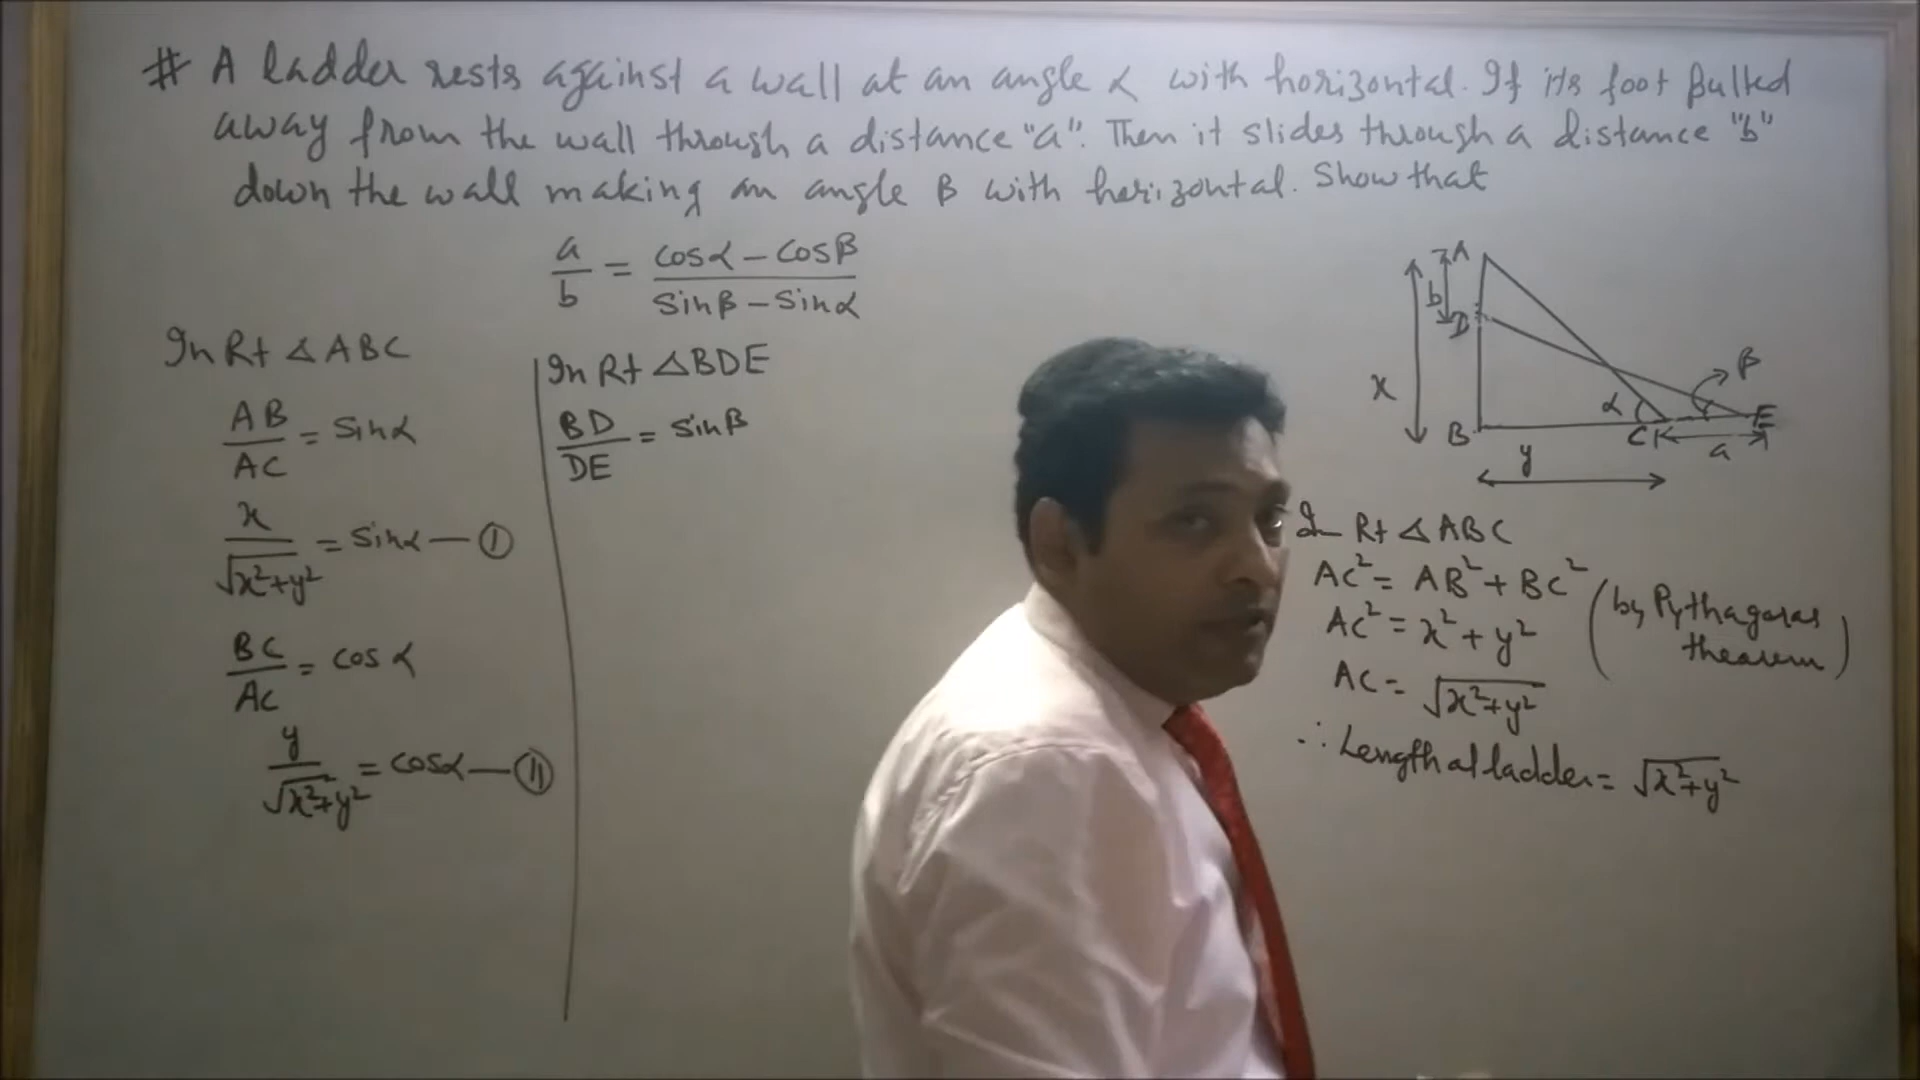 # A ladder rests against a wall at an angle α with horizontal. If its foot pulled
away from the wall through a distance "a". Then it slides through a distance "b"
down the wall making an angle β with horizontal. Show that
a/b = (cosα – cosβ)/(sinβ – sinα)
In Rt ⊿ ABC
AB/AC = sinα
x/√(x²+y²) = sinα — ①
BC/AC = cos α
y/√(x²+y²) = cosα — ⑪
In Rt ⊿ BDE
BD/DE = sinβ
A
b
D
x
β
α
B
C
E
a
y
In Rt ⊿ ABC
AC² = AB² + BC²
AC² = x² + y²
(by Pythagoras
thearem)
AC = √(x²+y²)
∴ Length of ladder = √(x²+y²)